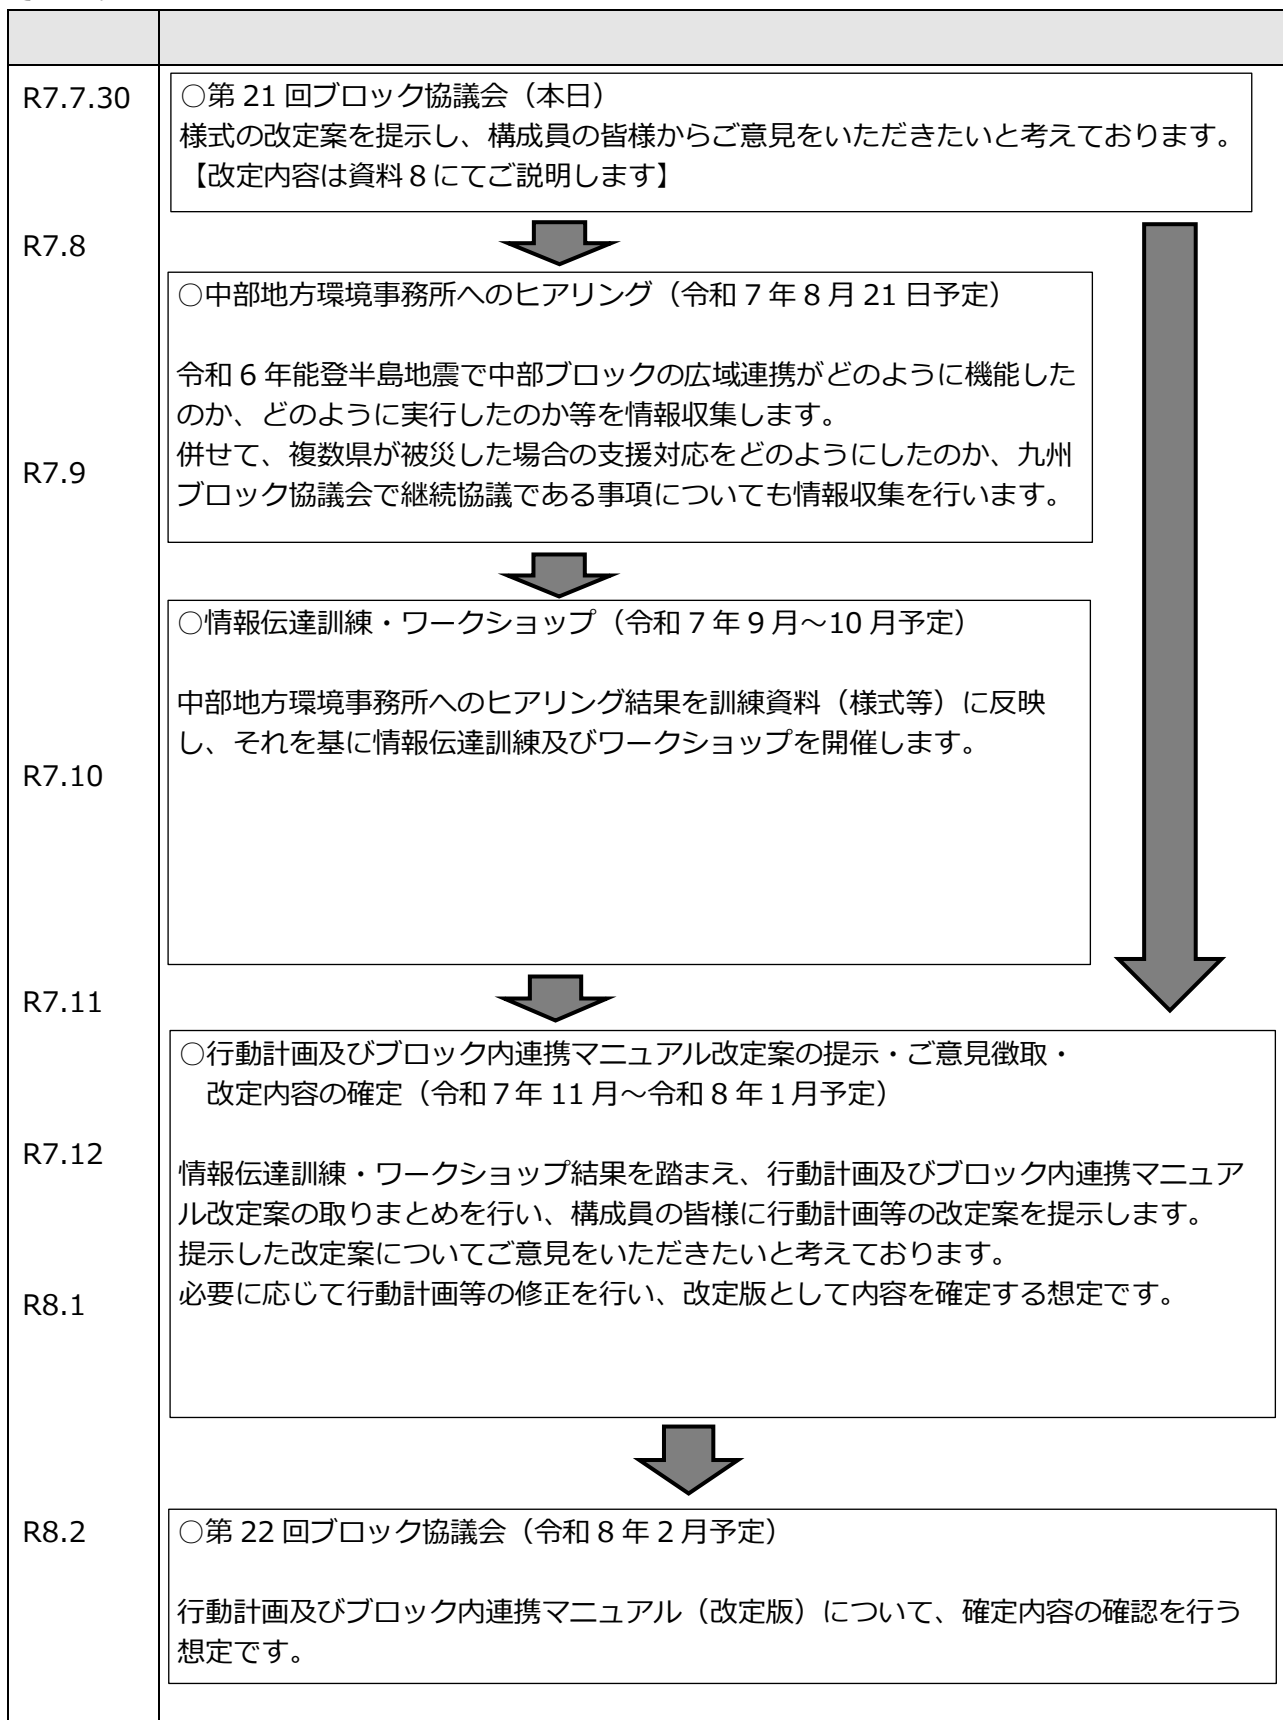 R7.7.30
○第 21 回ブロック協議会（本日）
様式の改定案を提示し、構成員の皆様からご意見をいただきたいと考えております。
【改定内容は資料８にてご説明します】
R7.8
○中部地方環境事務所へのヒアリング（令和７年８月 21 日予定）
令和６年能登半島地震で中部ブロックの広域連携がどのように機能した
のか、どのように実行したのか等を情報収集します。
併せて、複数県が被災した場合の支援対応をどのようにしたのか、九州
ブロック協議会で継続協議である事項についても情報収集を行います。
R7.9
○情報伝達訓練・ワークショップ（令和７年９月～10 月予定）
中部地方環境事務所へのヒアリング結果を訓練資料（様式等）に反映
し、それを基に情報伝達訓練及びワークショップを開催します。
R7.10
R7.11
○行動計画及びブロック内連携マニュアル改定案の提示・ご意見徴取・
改定内容の確定（令和７年 11 月～令和８年１月予定）
R7.12
情報伝達訓練・ワークショップ結果を踏まえ、行動計画及びブロック内連携マニュア
ル改定案の取りまとめを行い、構成員の皆様に行動計画等の改定案を提示します。
提示した改定案についてご意見をいただきたいと考えております。
必要に応じて行動計画等の修正を行い、改定版として内容を確定する想定です。
R8.1
R8.2
○第 22 回ブロック協議会（令和８年２月予定）
行動計画及びブロック内連携マニュアル（改定版）について、確定内容の確認を行う
想定です。